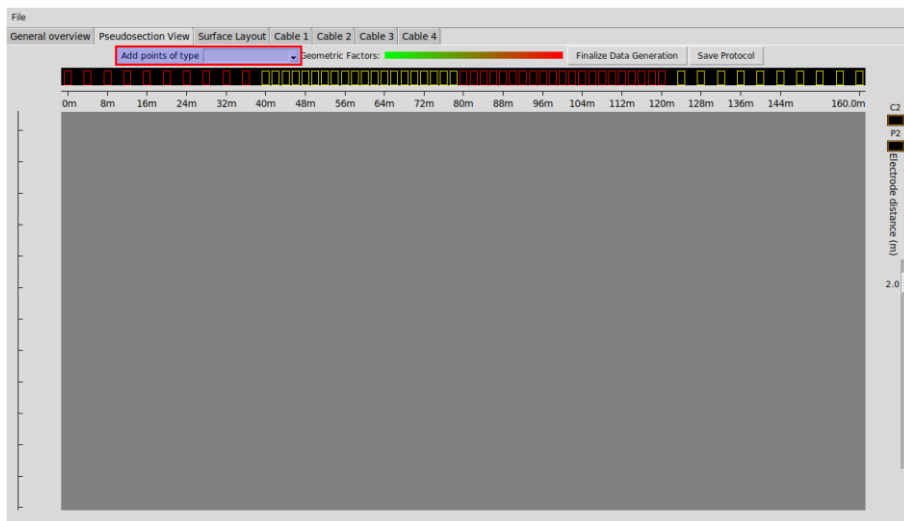 File
General overview Pseudosection View Surface Layout Cable 1 Cable 2 Cable 3 Cable 4
Add points of type Geometric Factors: Finalize Data Generation Save Protocol
0m 8m 16m 24m 32m 40m 48m 56m 64m 72m 80m 88m 96m 104m 112m 120m 128m 136m 144m 160.0m
C2
P2
Electrode distance (m)
2.0